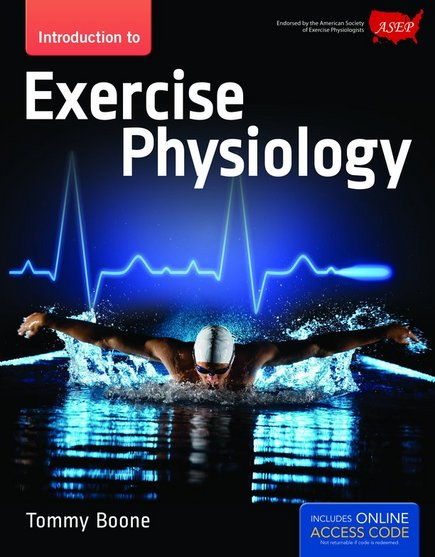 Introduction to
Endorsed by the American Society
of Exercise Physiologists
ASEP
Exercise
Physiology
Tommy Boone
INCLUDES ONLINE
ACCESS CODE
Not returnable if code is redeemed.